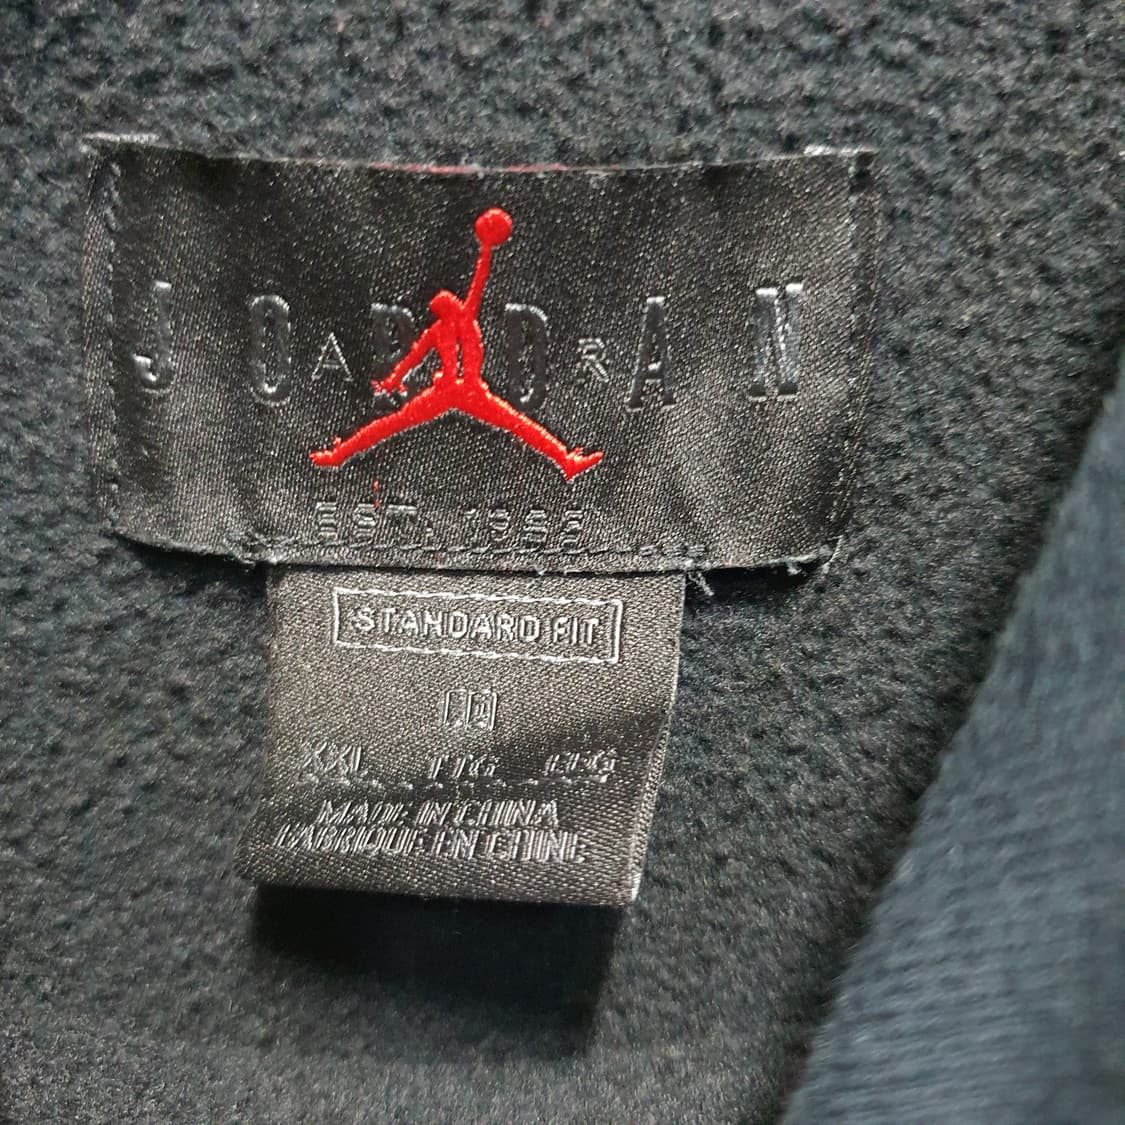 JORDAN
AIR
EST. 1985
STANDARD FIT
XXL TTG EEG
MADE IN CHINA
FABRIQUE EN CHINE